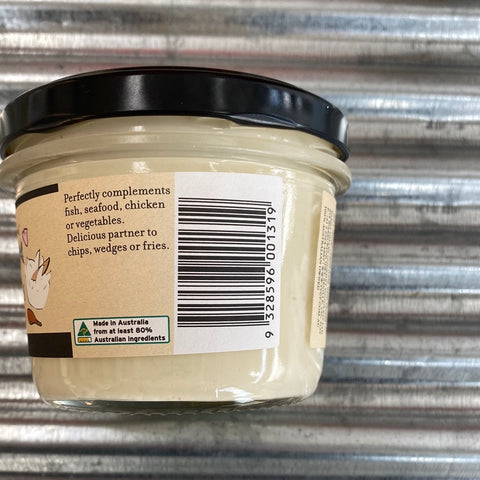 Perfectly complements
fish, seafood, chicken
or vegetables.
Delicious partner to
chips, wedges or fries.
Made in Australia
from at least 80%
Australian ingredients
9 328596 001319